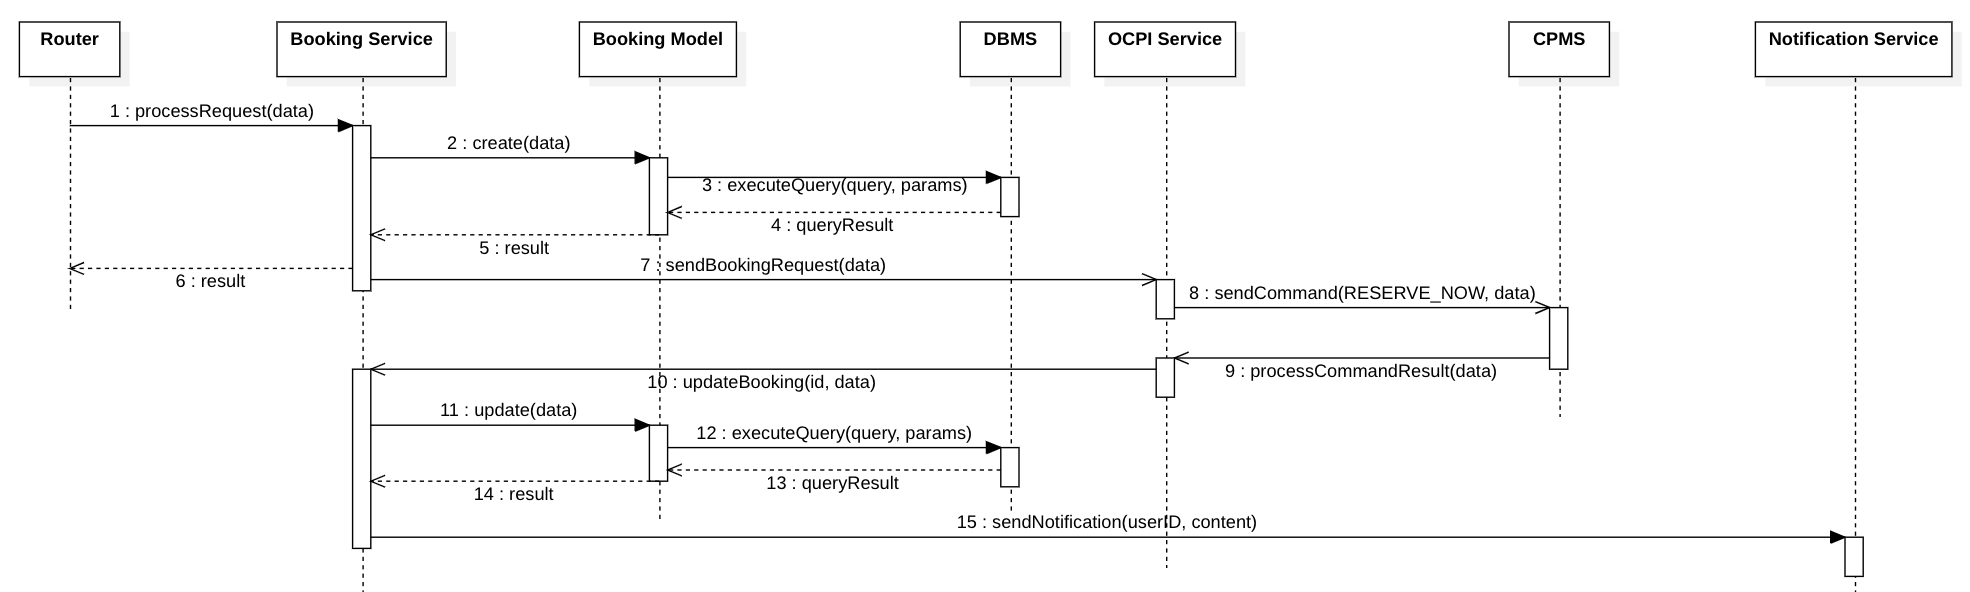 Router
Booking Service
Booking Model
DBMS
OCPI Service
CPMS
Notification Service
1 : processRequest(data)
2 : create(data)
3 : executeQuery(query, params)
4 : queryResult
5 : result
6 : result
7 : sendBookingRequest(data)
8 : sendCommand(RESERVE_NOW, data)
9 : processCommandResult(data)
10 : updateBooking(id, data)
11 : update(data)
12 : executeQuery(query, params)
13 : queryResult
14 : result
15 : sendNotification(userID, content)